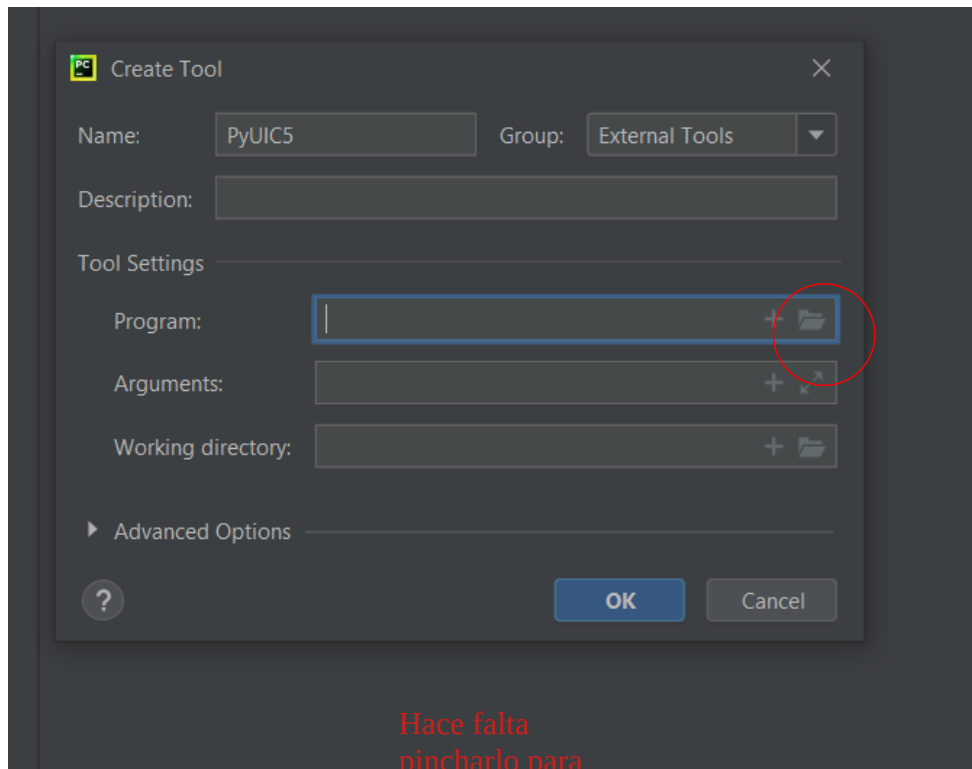 PC Create Tool
Name: PyUIC5 Group: External Tools
Description:
Tool Settings
Program:
Arguments:
Working directory:
Advanced Options
? OK Cancel
Hace falta
pincharlo para